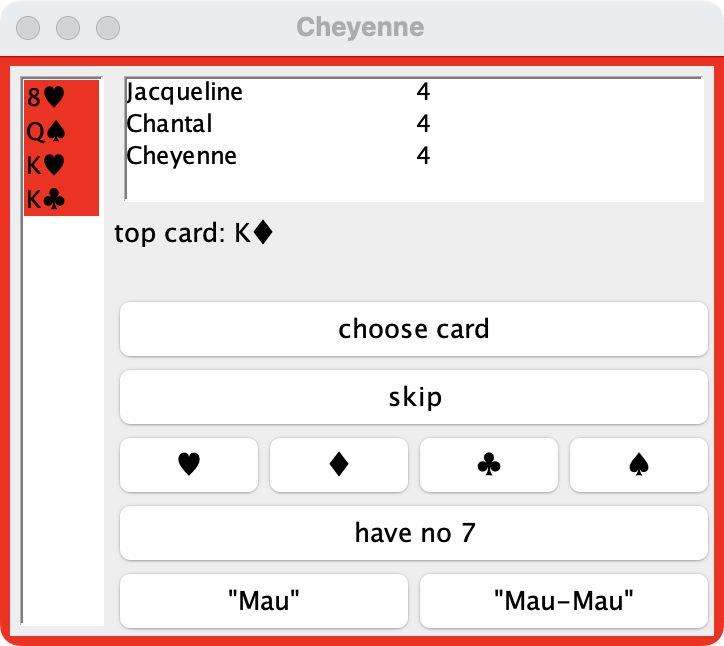 Cheyenne
8♥
Q♠
K♥
K♣
Jacqueline 4
Chantal 4
Cheyenne 4
top card: K♦
choose card
skip
♥ ♦ ♣ ♠
have no 7
"Mau" "Mau-Mau"